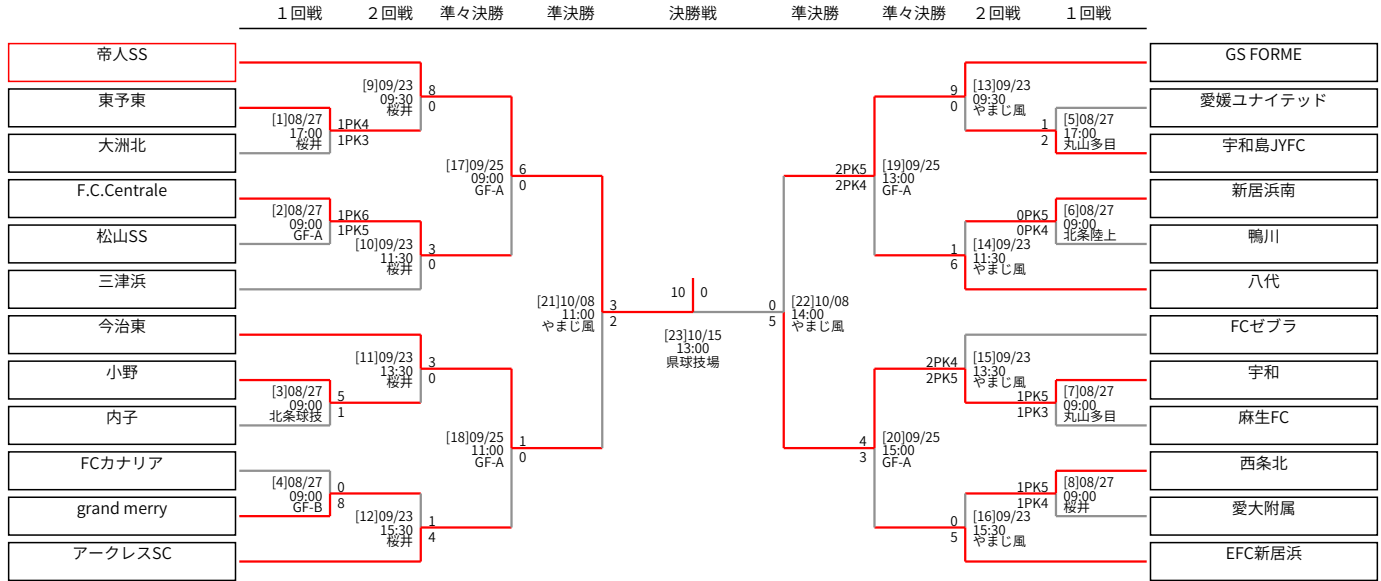 １回戦 ２回戦 準々決勝 準決勝 決勝戦 準決勝 準々決勝 ２回戦 １回戦
帝人SS
東予東
大洲北
F.C.Centrale
松山SS
三津浜
今治東
小野
内子
FCカナリア
grand merry
アークレスSC
[1]08/27
17:00
桜井
1PK4
1PK3
[2]08/27
09:00
GF-A
1PK6
1PK5
[3]08/27
09:00
北条球技
5
1
[4]08/27
09:00
GF-B
0
8
[9]09/23
09:30
桜井
8
0
[10]09/23
11:30
桜井
3
0
[11]09/23
13:30
桜井
3
0
[12]09/23
15:30
桜井
1
4
[17]09/25
09:00
GF-A
6
0
[18]09/25
11:00
GF-A
1
0
[21]10/08
11:00
やまじ風
3
2
10 0
[23]10/15
13:00
県球技場
0
5
[22]10/08
14:00
やまじ風
2PK5
2PK4
[19]09/25
13:00
GF-A
4
3
[20]09/25
15:00
GF-A
9
0
[13]09/23
09:30
やまじ風
1
6
[14]09/23
11:30
やまじ風
2PK4
2PK5
[15]09/23
13:30
やまじ風
0
5
[16]09/23
15:30
やまじ風
1
2
[5]08/27
17:00
丸山多目
0PK5
0PK4
[6]08/27
09:00
北条陸上
1PK5
1PK3
[7]08/27
09:00
丸山多目
1PK5
1PK4
[8]08/27
09:00
桜井
GS FORME
愛媛ユナイテッド
宇和島JYFC
新居浜南
鴨川
八代
FCゼブラ
宇和
麻生FC
西条北
愛大附属
EFC新居浜